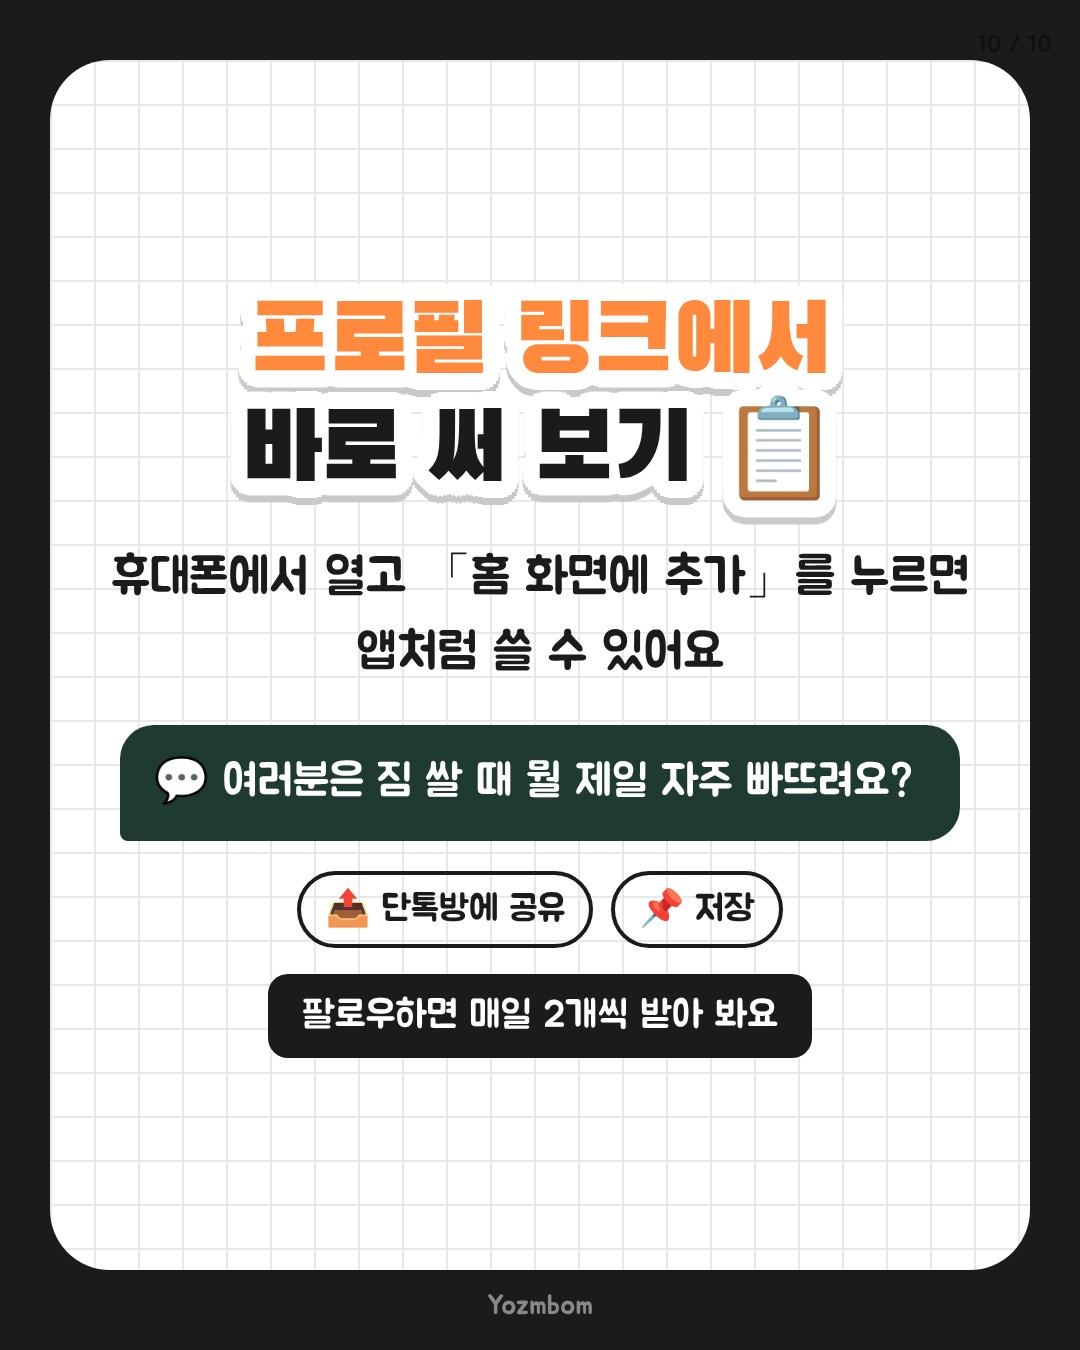 10 / 10
프로필 링크에서
바로 써 보기 📋
휴대폰에서 열고 「홈 화면에 추가」를 누르면
앱처럼 쓸 수 있어요
💬 여러분은 짐 쌀 때 뭘 제일 자주 빠뜨려요?
📤 단톡방에 공유
📌 저장
팔로우하면 매일 2개씩 받아 봐요
Yozmbom